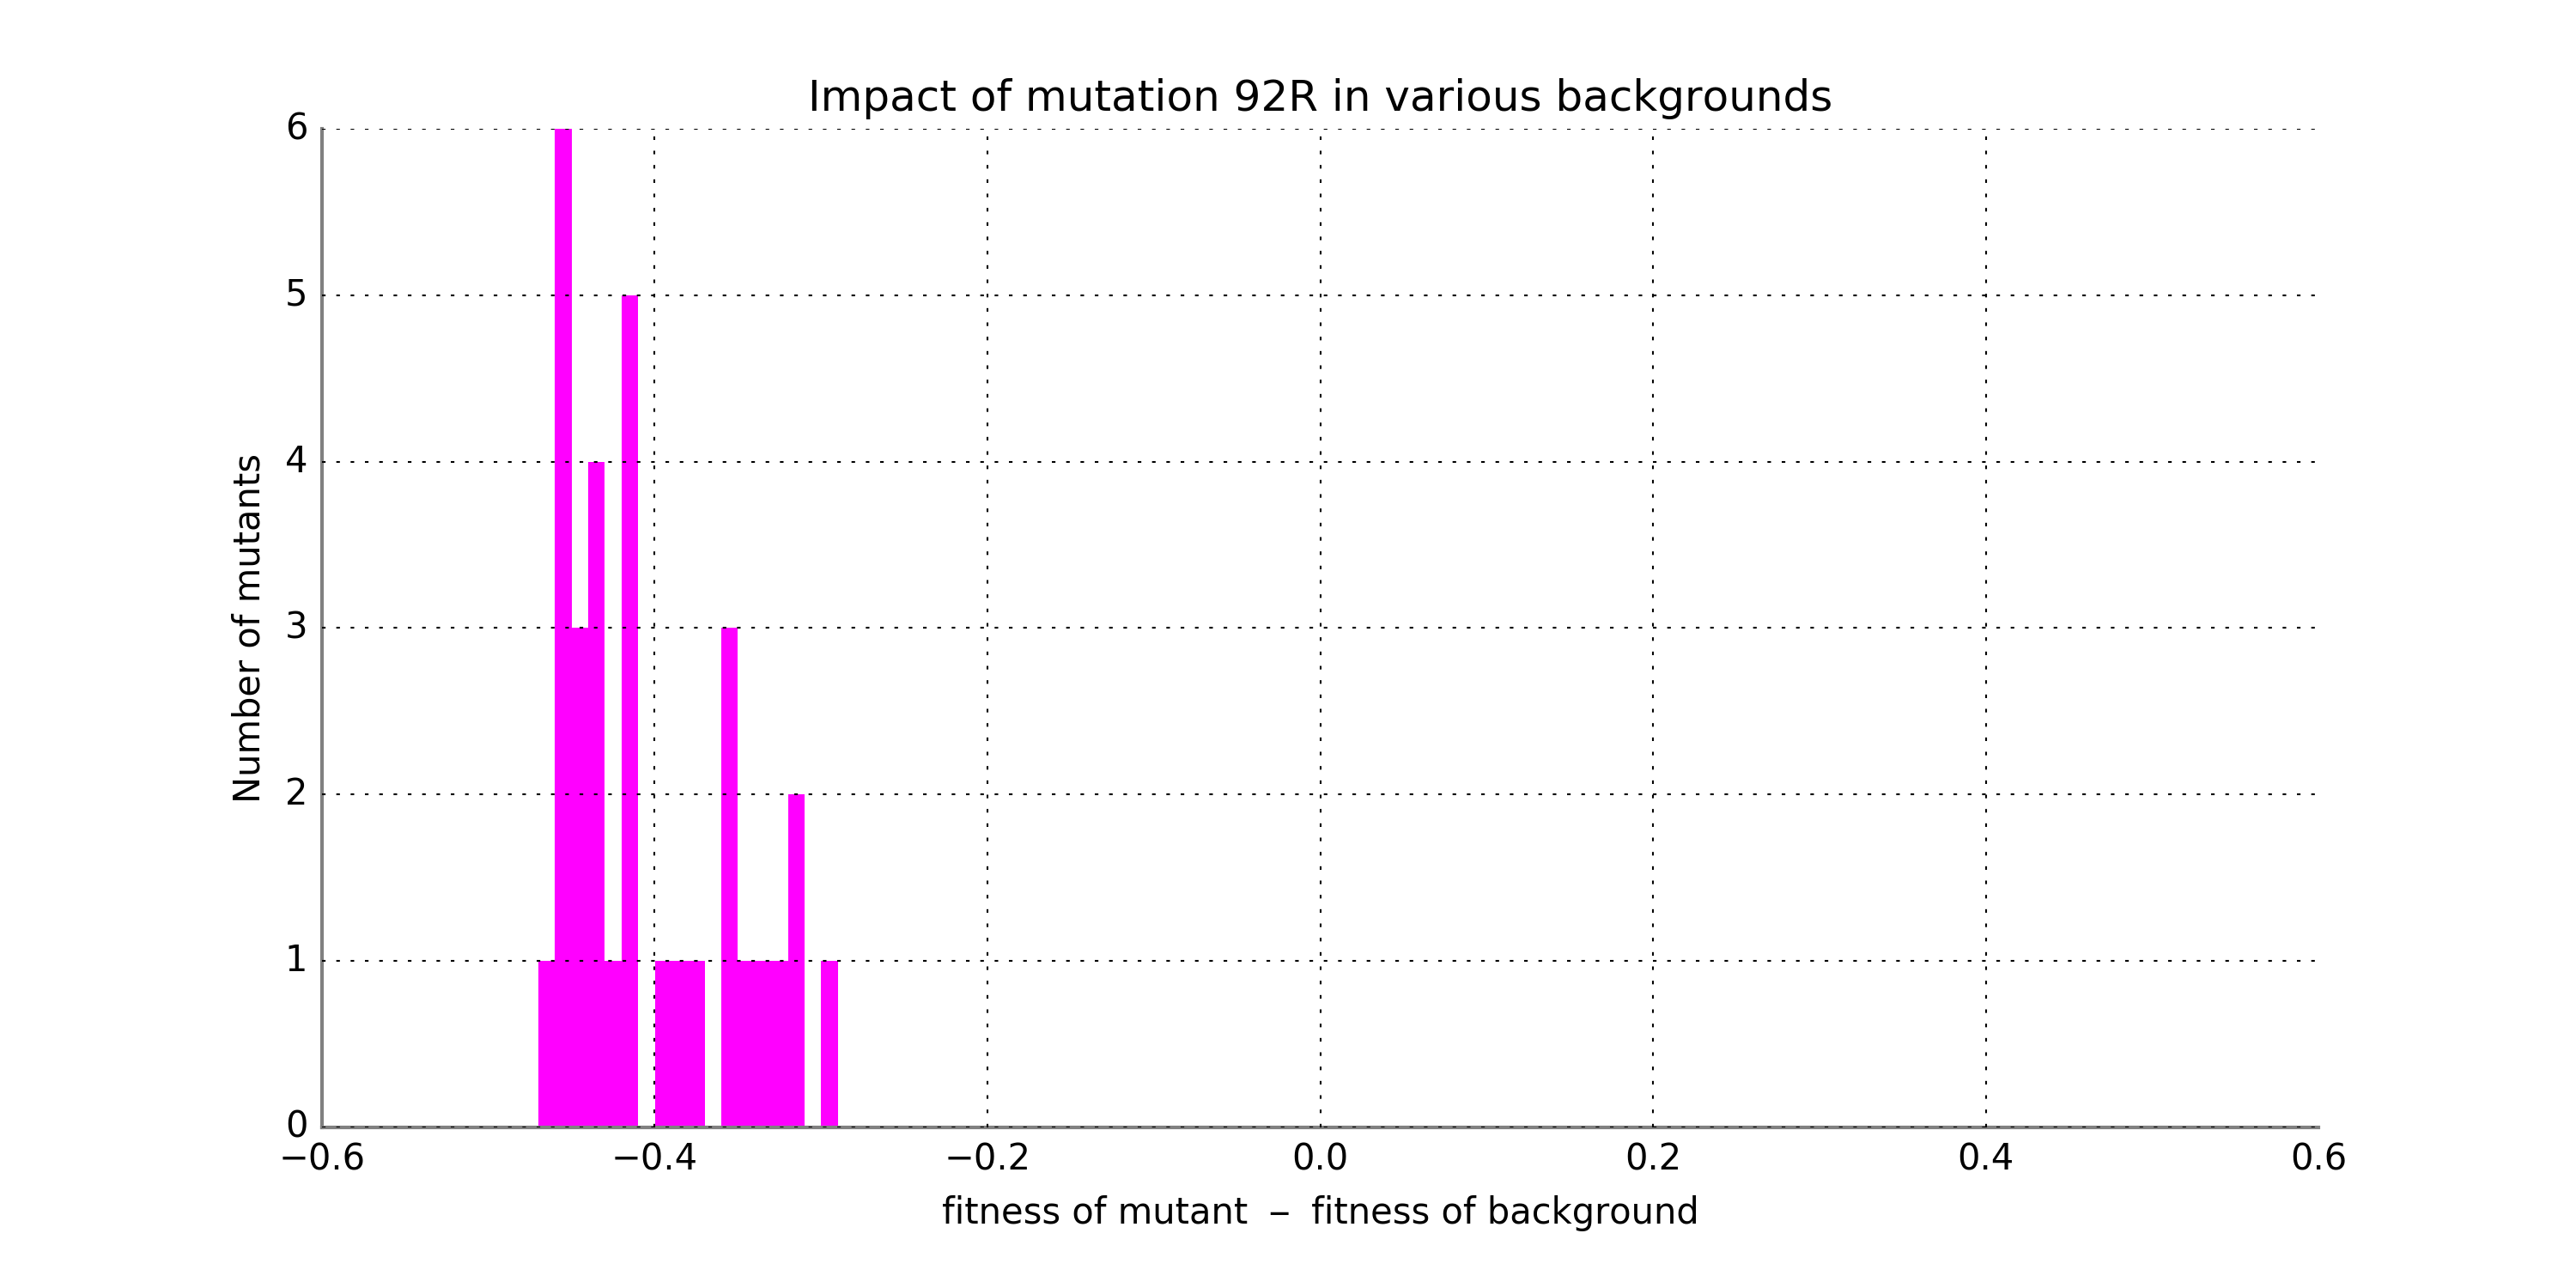 Impact of mutation 92R in various backgrounds
6
5
4
3
2
1
0
Number of mutants
−0.6 −0.4 −0.2 0.0 0.2 0.4 0.6
fitness of mutant − fitness of background